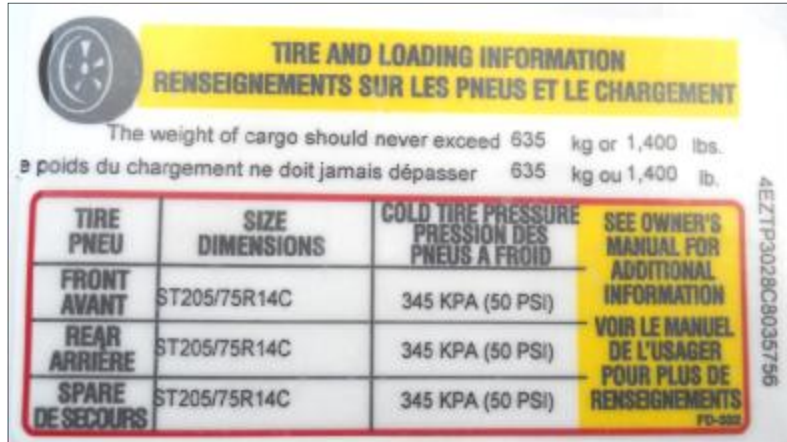 TIRE AND LOADING INFORMATION
RENSEIGNEMENTS SUR LES PNEUS ET LE CHARGEMENT
The weight of cargo should never exceed 635 kg or 1,400 lbs.
e poids du chargement ne doit jamais dépasser 635 kg ou 1,400 lb.
TIRE
PNEU
SIZE
DIMENSIONS
COLD TIRE PRESSURE
PRESSION DES
PNEUS A FROID
SEE OWNER'S
MANUAL FOR
ADDITIONAL
INFORMATION
VOIR LE MANUEL
DE L'USAGER
POUR PLUS DE
RENSEIGNEMENTS
FRONT
AVANT
ST205/75R14C
345 KPA (50 PSI)
REAR
ARRIÈRE
ST205/75R14C
345 KPA (50 PSI)
SPARE
DE SECOURS
ST205/75R14C
345 KPA (50 PSI)
FD-332
4EZTP3028C8035756